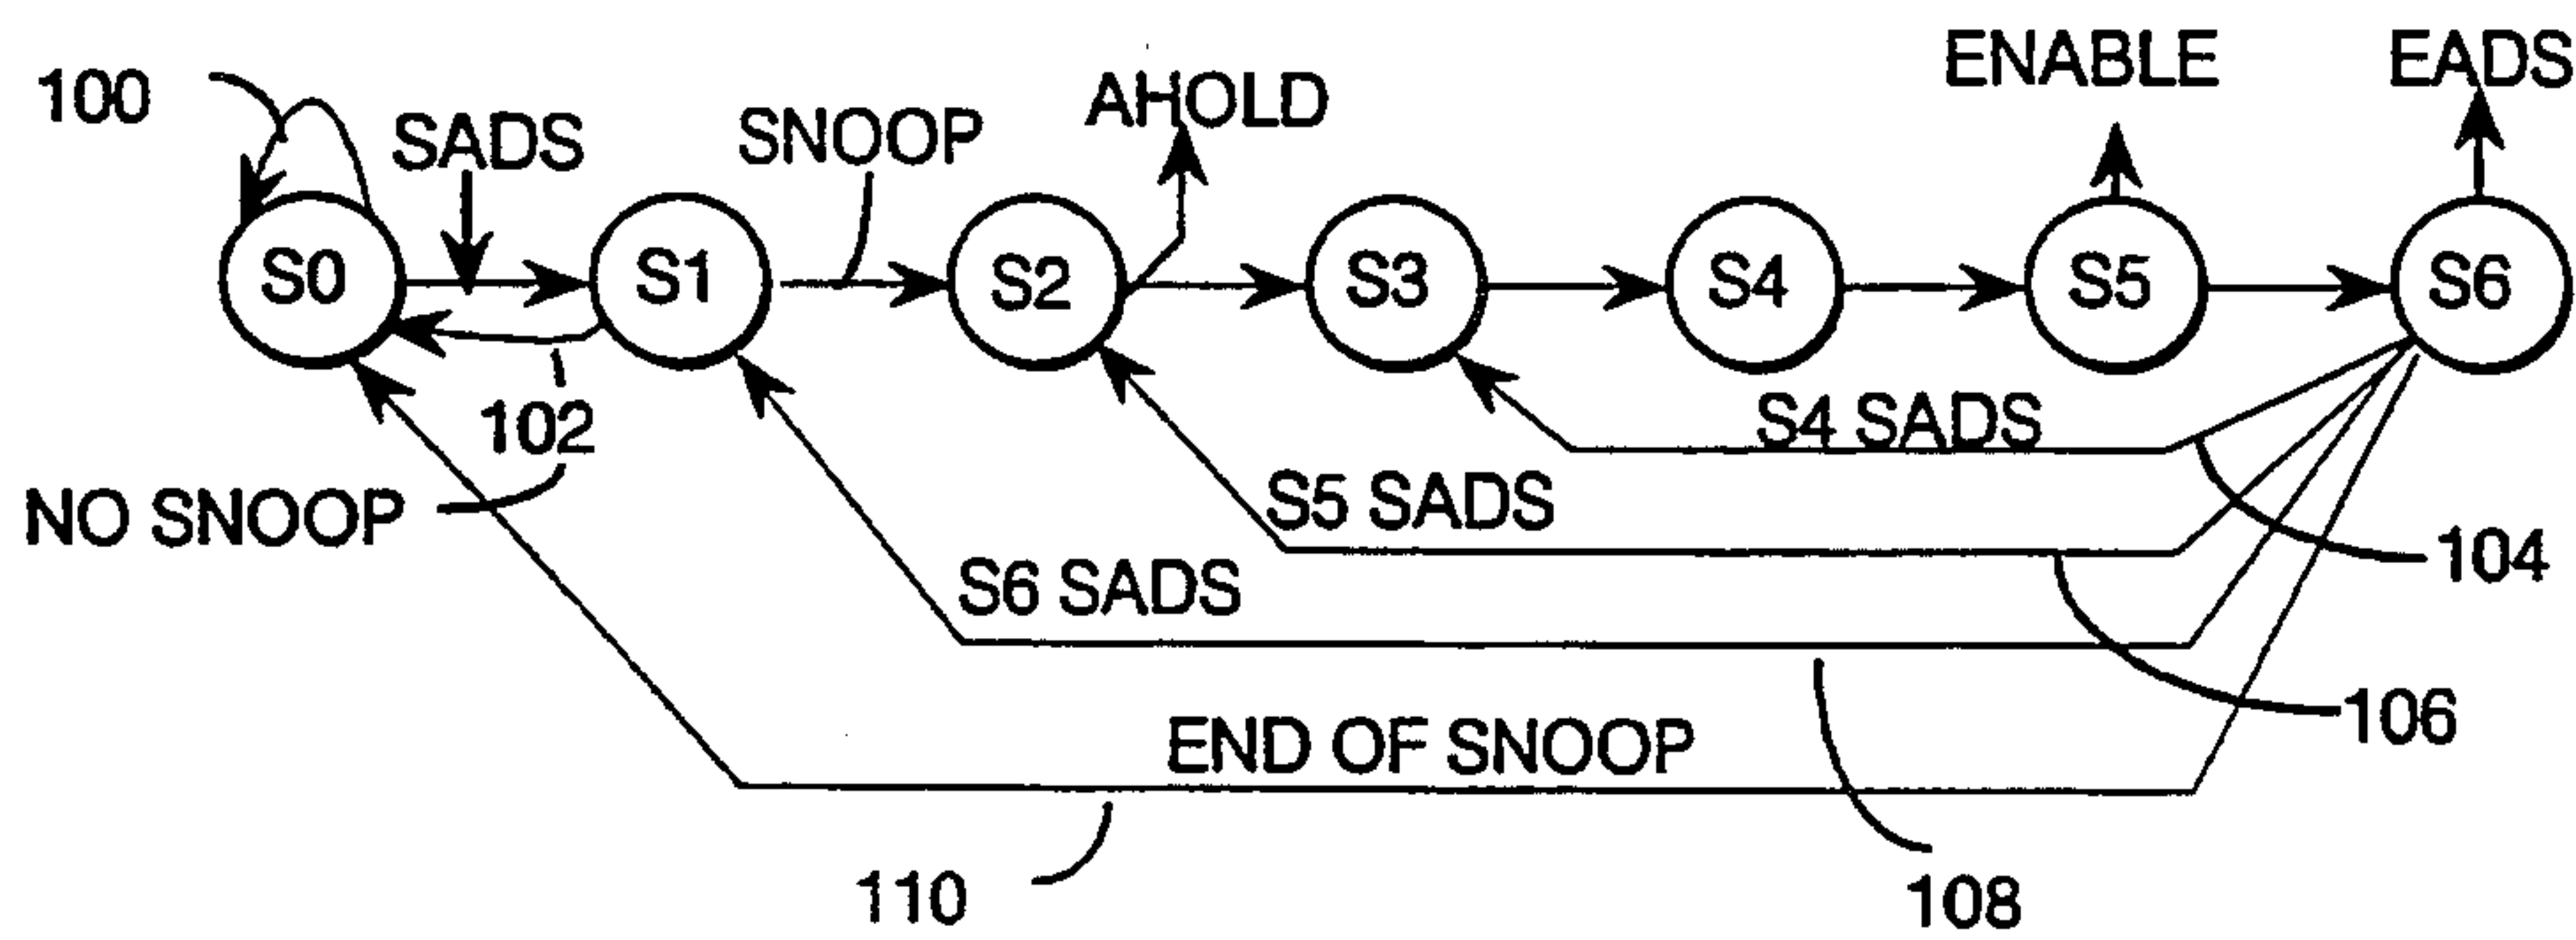 ENABLE
EADS
100
AHOLD
SADS
SNOOP
S0
S1
S2
S3
S4
S5
S6
102
S4 SADS
NO SNOOP
S5 SADS
104
S6 SADS
106
END OF SNOOP
110
108